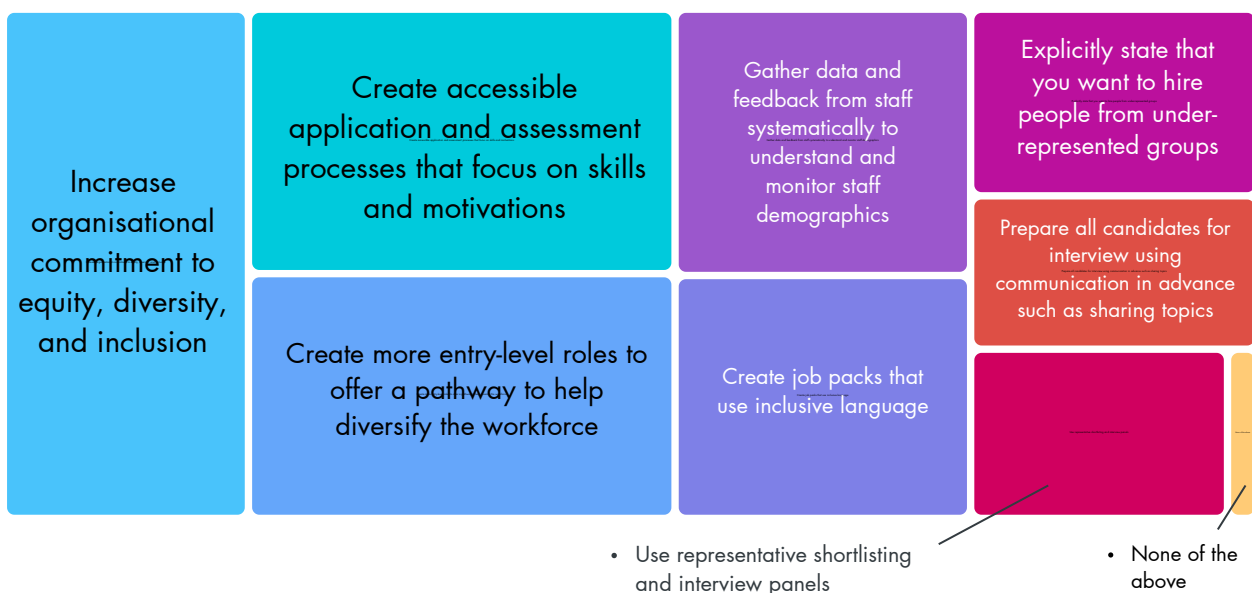 Increase
organisational
commitment to
equity, diversity,
and inclusion
Create accessible
application and assessment
processes that focus on skills
and motivations
Create more entry-level roles to
offer a pathway to help
diversify the workforce
Gather data and
feedback from staff
systematically to
understand and
monitor staff
demographics
Create job packs that
use inclusive language
Explicitly state that
you want to hire
people from under-
represented groups
Prepare all candidates for
interview using
communication in advance
such as sharing topics
• Use representative shortlisting
and interview panels
• None of the
above